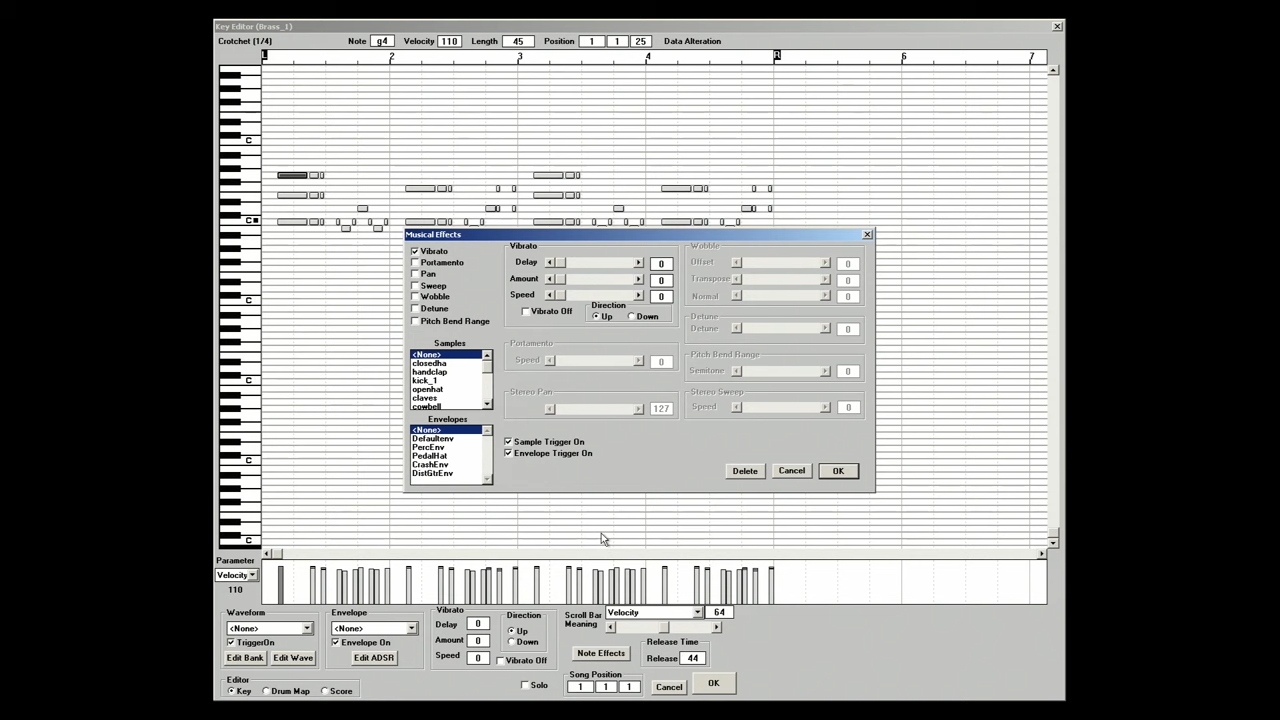 Key Editor (Brass_1)
Crotchet (1/4) Note g4 Velocity 110 Length 45 Position 1 1 25 Data Alteration
L 2 3 4 R 6 7
C
C
C
C
C
C
Musical Effects
Vibrato
Portamento
Pan
Sweep
Wobble
Detune
Pitch Bend Range
Samples
<None>
closedha
handclap
kick_1
openhat
claves
cowbell
Envelopes
<None>
Defaultenv
PercEnv
PedalHat
CrashEnv
DistGtrEnv
Vibrato
Delay 0
Amount 0
Speed 0
Vibrato Off
Direction
Up Down
Portamento
Speed 0
Stereo Pan
127
Sample Trigger On
Envelope Trigger On
Wobble
Offset 0
Transpose 0
Normal 0
Detune
Detune 0
Pitch Bend Range
Semitone 0
Stereo Sweep
Speed 0
Delete Cancel OK
Parameter
Velocity
110
Waveform
<None>
TriggerOn
Edit Bank Edit Wave
Envelope
<None>
Envelope On
Edit ADSR
Vibrato
Delay 0
Amount 0
Speed 0
Direction
Up
Down
Vibrato Off
Scroll Bar
Meaning
Velocity 64
Note Effects
Release Time
Release 44
Editor
Key Drum Map Score
Solo
Song Position
1 1 1
Cancel OK